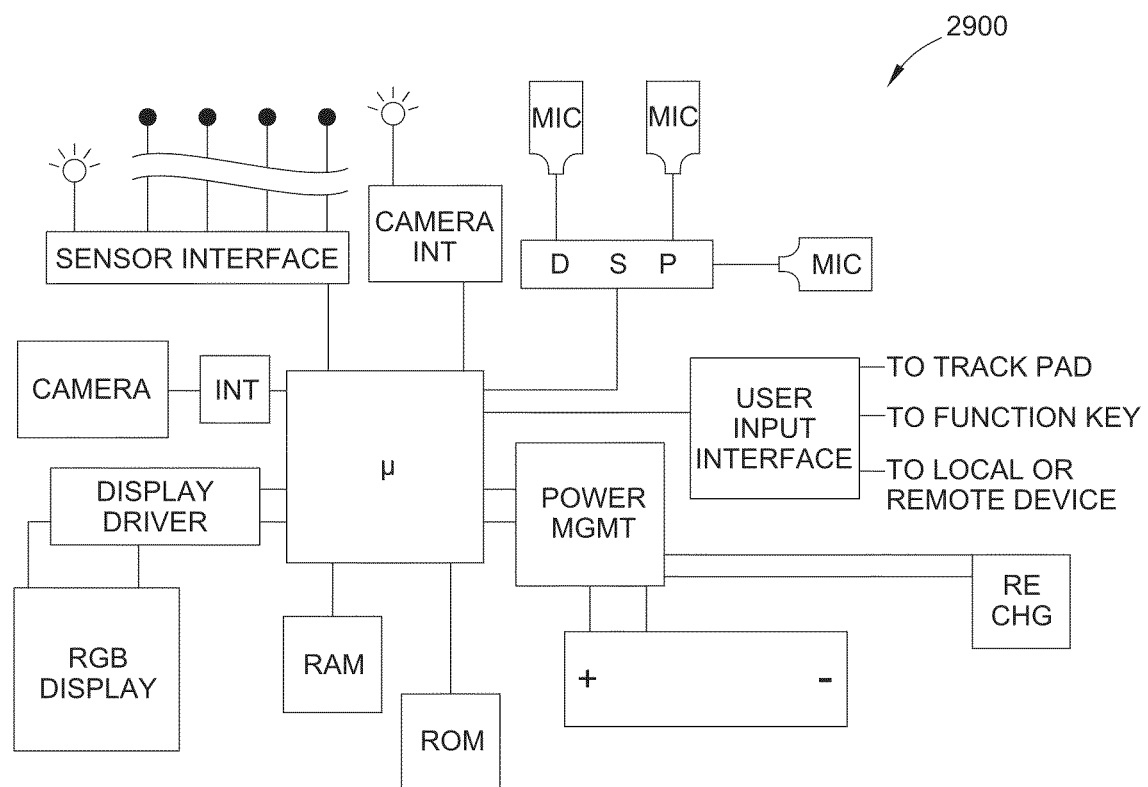 2900
MIC
MIC
CAMERA
INT
SENSOR INTERFACE
D S P
MIC
CAMERA
INT
TO TRACK PAD
USER
INPUT
INTERFACE
TO FUNCTION KEY
TO LOCAL OR
REMOTE DEVICE
µ
DISPLAY
DRIVER
POWER
MGMT
RE
CHG
RGB
DISPLAY
RAM
+ -
ROM